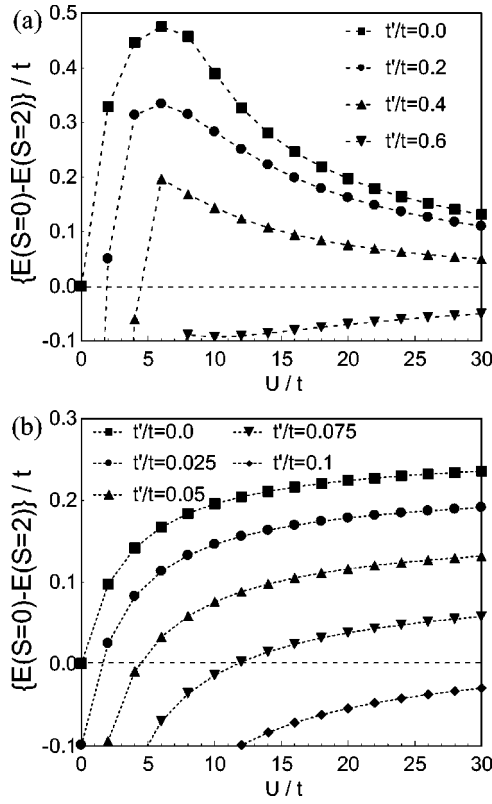 (a)
0.5
0.4
0.3
0.2
0.1
0.0
-0.1
{E(S=0)-E(S=2)} / t
t'/t=0.0
t'/t=0.2
t'/t=0.4
t'/t=0.6
0 5 10 15 20 25 30
U / t
(b)
0.3
0.2
0.1
0.0
-0.1
{E(S=0)-E(S=2)} / t
t'/t=0.0 t'/t=0.075
t'/t=0.025 t'/t=0.1
t'/t=0.05
0 5 10 15 20 25 30
U / t